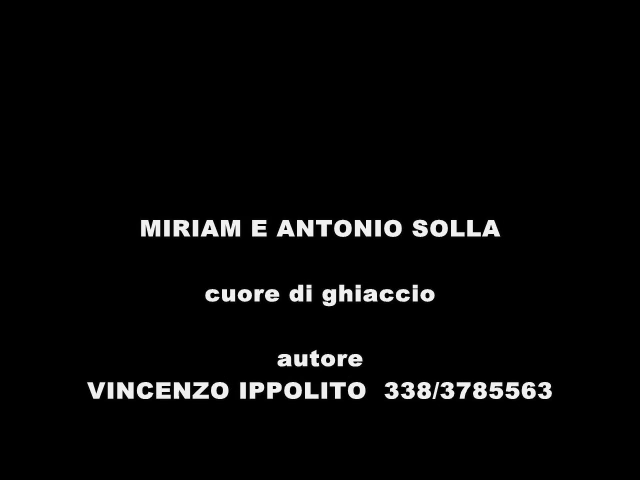 MIRIAM E ANTONIO SOLLA
cuore di ghiaccio
autore
VINCENZO IPPOLITO 338/3785563